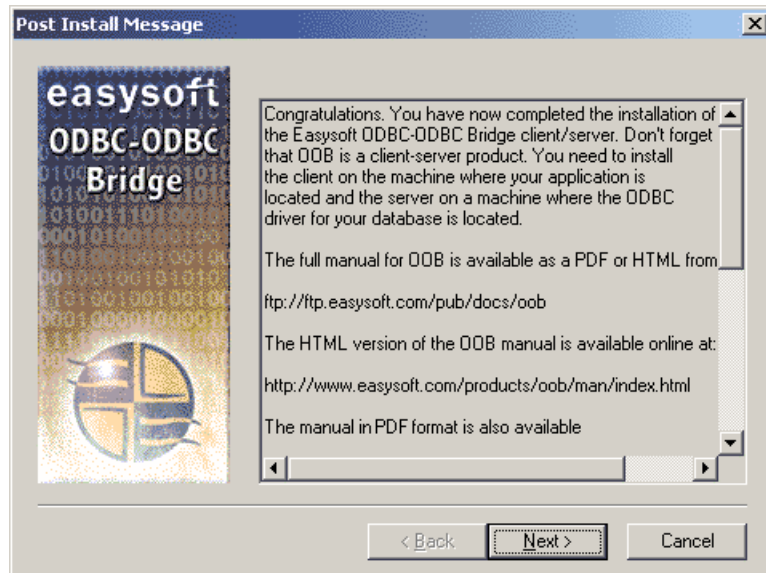 Post Install Message
easysoft
ODBC-ODBC
Bridge
Congratulations. You have now completed the installation of
the Easysoft ODBC-ODBC Bridge client/server. Don't forget
that OOB is a client-server product. You need to install
the client on the machine where your application is
located and the server on a machine where the ODBC
driver for your database is located.
The full manual for OOB is available as a PDF or HTML from
ftp://ftp.easysoft.com/pub/docs/oob
The HTML version of the OOB manual is available online at:
http://www.easysoft.com/products/oob/man/index.html
The manual in PDF format is also available
< Back
Next >
Cancel